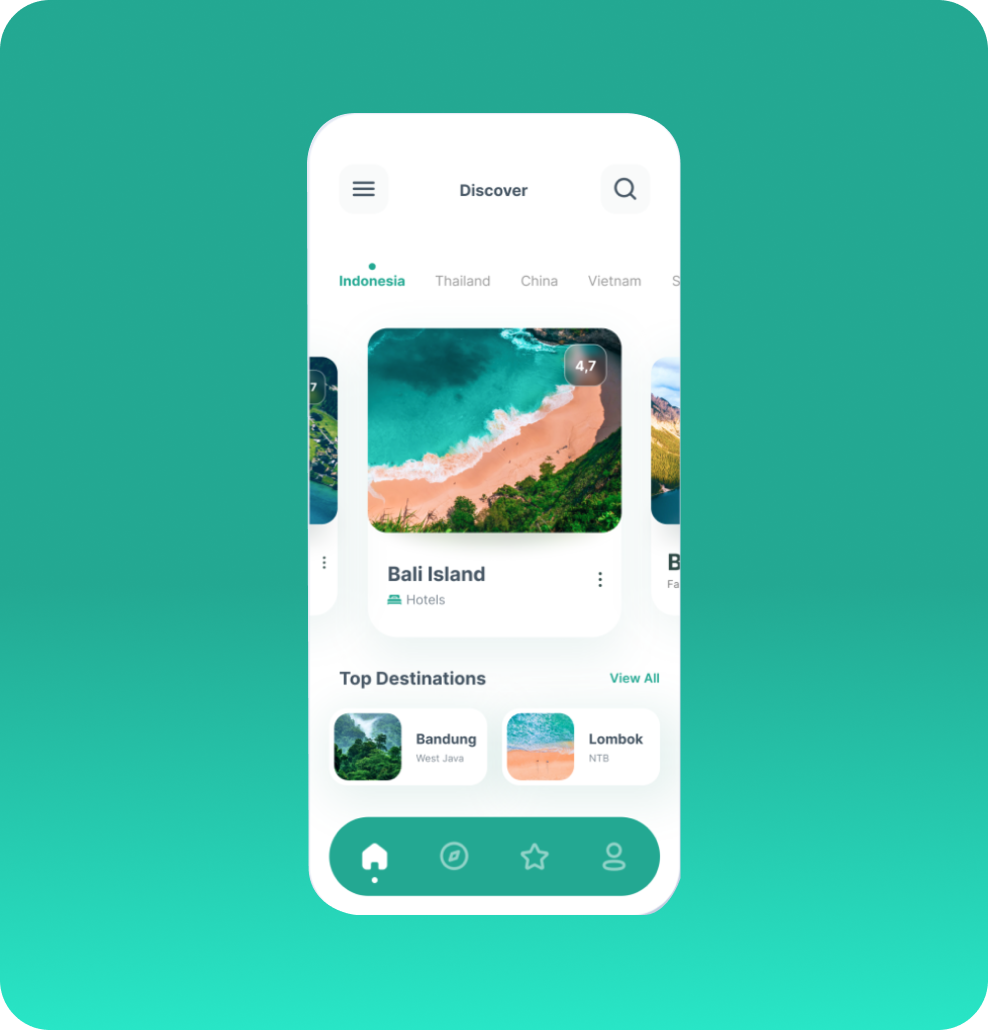 Discover
Indonesia Thailand China Vietnam S
4,7
7
Bali Island
Hotels
B
Fa
Top Destinations View All
Bandung
West Java
Lombok
NTB